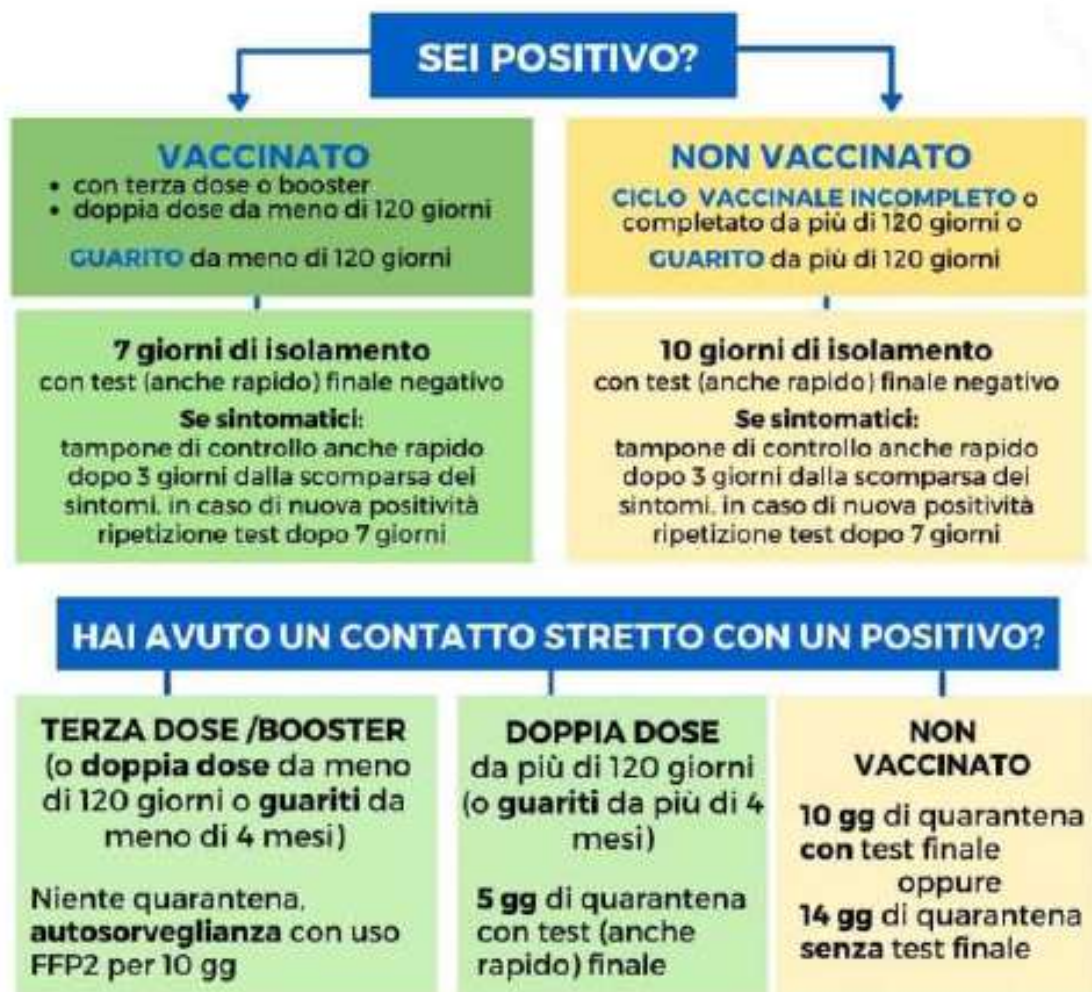 SEI POSITIVO?
VACCINATO
• con terza dose o booster
• doppia dose da meno di 120 giorni
GUARITO da meno di 120 giorni
7 giorni di isolamento
con test (anche rapido) finale negativo
Se sintomatici:
tampone di controllo anche rapido
dopo 3 giorni dalla scomparsa dei
sintomi. in caso di nuova positività
ripetizione test dopo 7 giorni
NON VACCINATO
CICLO VACCINALE INCOMPLETO o
completato da più di 120 giorni o
GUARITO da più di 120 giorni
10 giorni di isolamento
con test (anche rapido) finale negativo
Se sintomatici:
tampone di controllo anche rapido
dopo 3 giorni dalla scomparsa dei
sintomi. in caso di nuova positività
ripetizione test dopo 7 giorni
HAI AVUTO UN CONTATTO STRETTO CON UN POSITIVO?
TERZA DOSE /BOOSTER
(o doppia dose da meno
di 120 giorni o guariti da
meno di 4 mesi)
Niente quarantena,
autosorveglianza con uso
FFP2 per 10 gg
DOPPIA DOSE
da più di 120 giorni
(o guariti da più di 4
mesi)
5 gg di quarantena
con test (anche
rapido) finale
NON
VACCINATO
10 gg di quarantena
con test finale
oppure
14 gg di quarantena
senza test finale